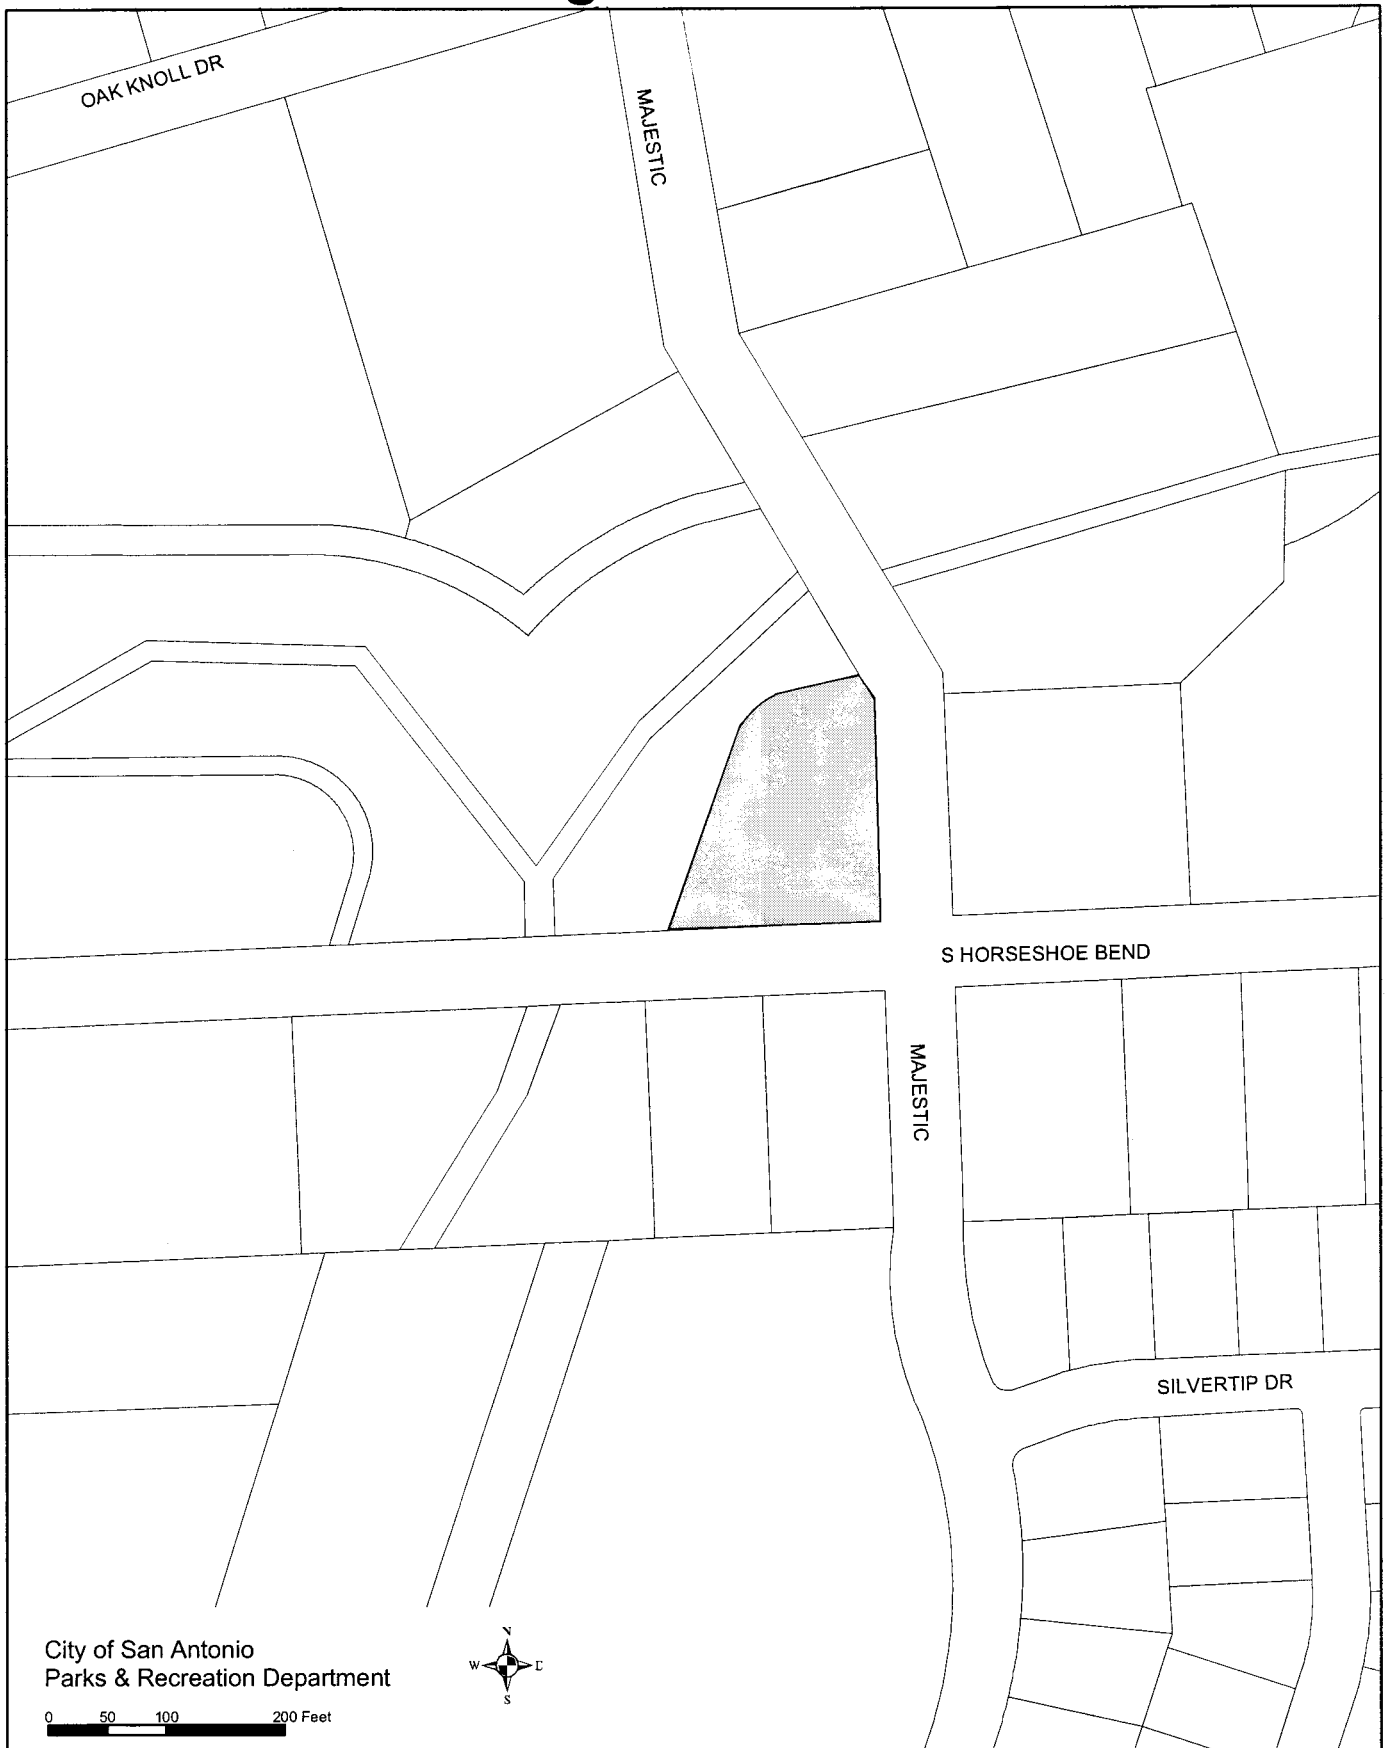 OAK KNOLL DR
MAJESTIC
S HORSESHOE BEND
MAJESTIC
SILVERTIP DR
City of San Antonio
Parks & Recreation Department
N
W E
S
0 50 100 200 Feet